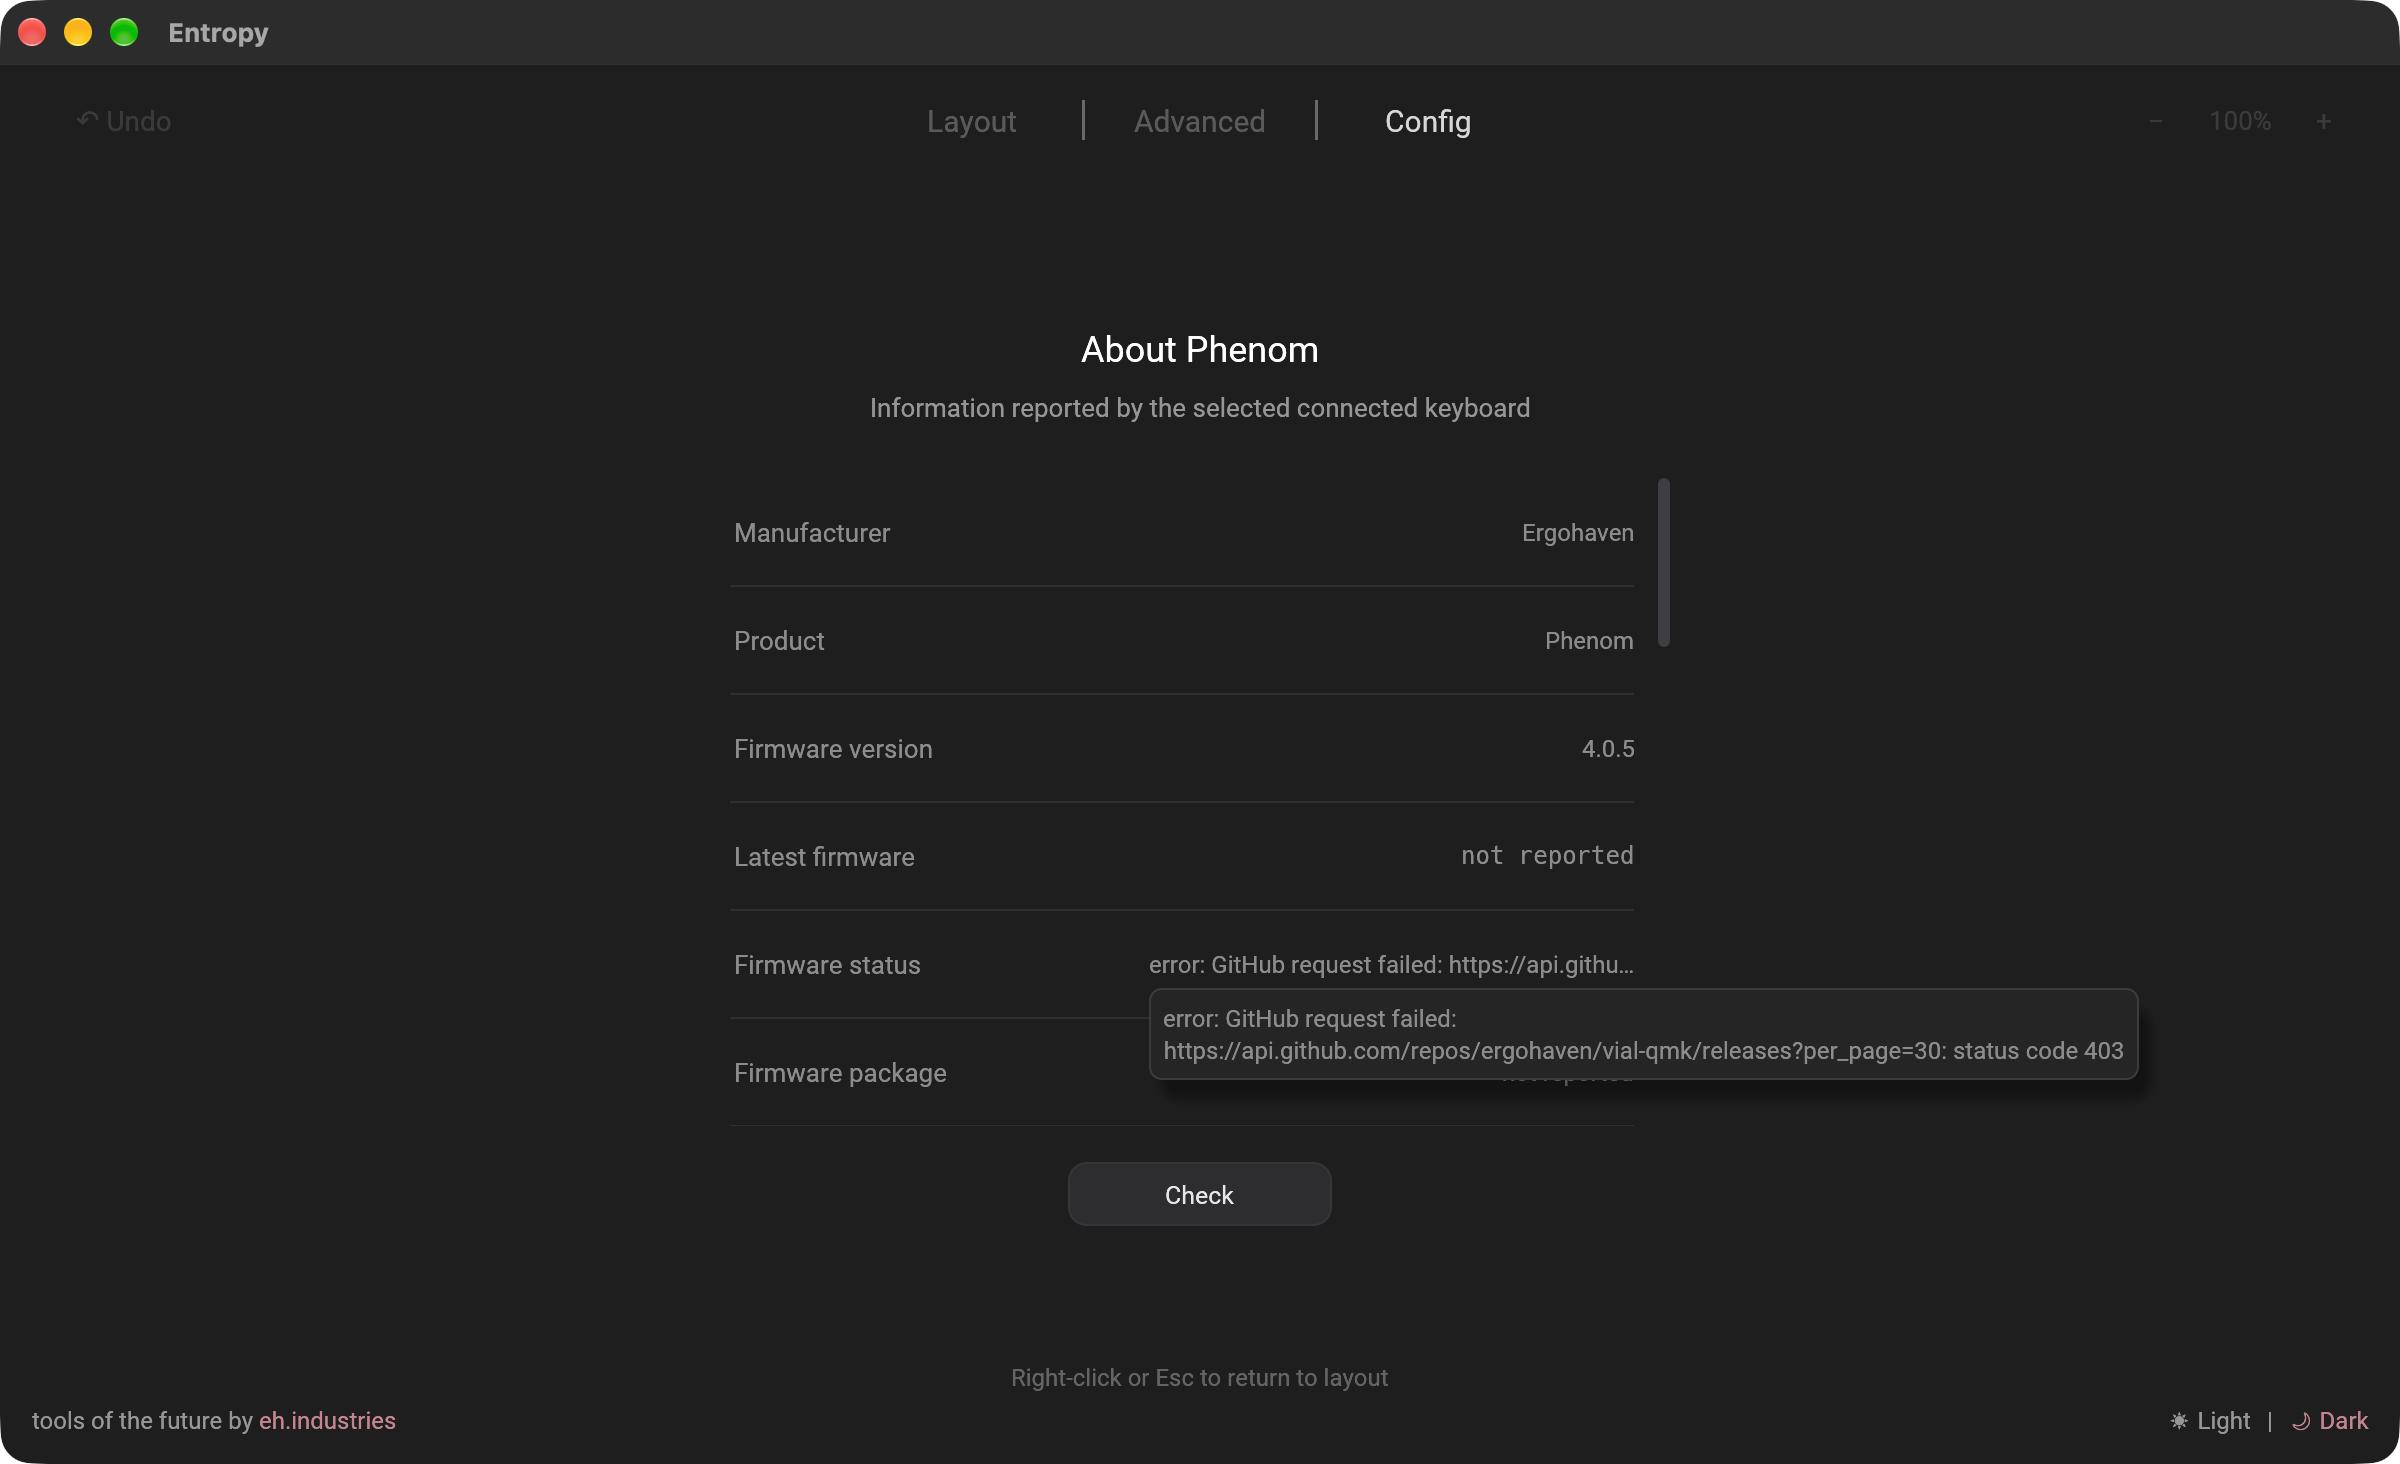 Entropy
↶ Undo
Layout | Advanced | Config
− 100% +
About Phenom
Information reported by the selected connected keyboard
Manufacturer Ergohaven
Product Phenom
Firmware version 4.0.5
Latest firmware not reported
Firmware status error: GitHub request failed: https://api.githu...
error: GitHub request failed:
https://api.github.com/repos/ergohaven/vial-qmk/releases?per_page=30: status code 403
Firmware package
Check
Right-click or Esc to return to layout
tools of the future by eh.industries
Light | Dark